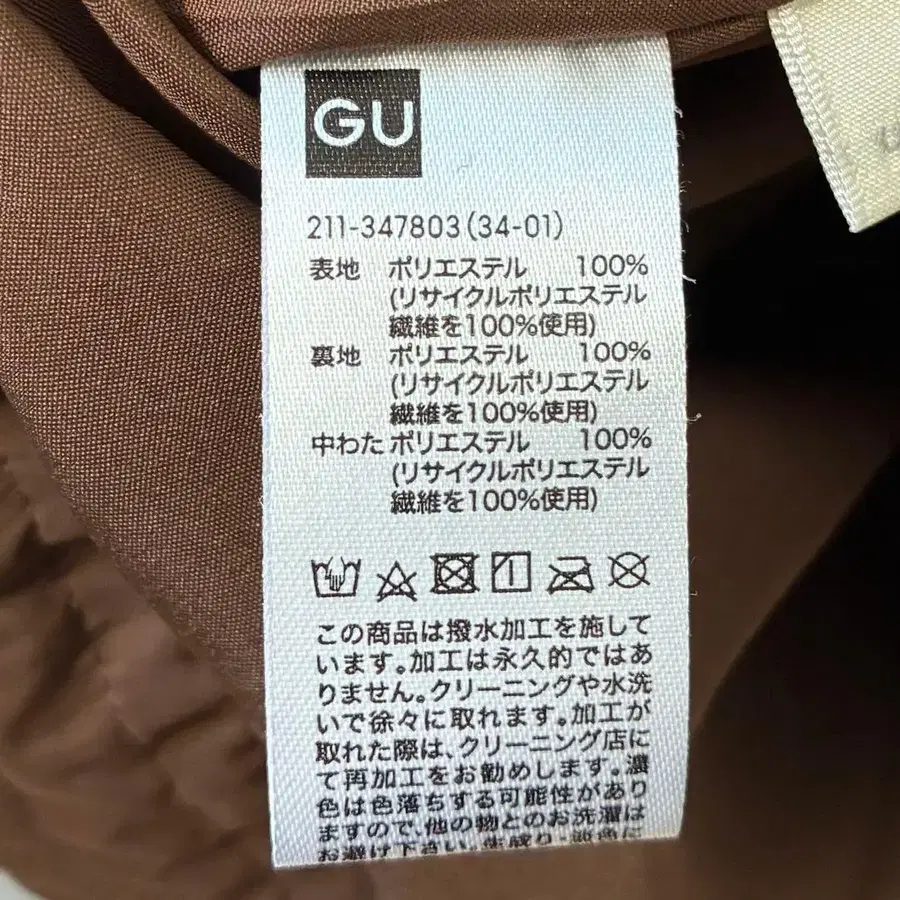 GU
211-347803(34-01)
表地 ポリエステル 100%
(リサイクルポリエステル
繊維を100%使用)
裏地 ポリエステル 100%
(リサイクルポリエステル
繊維を100%使用)
中わた ポリエステル 100%
(リサイクルポリエステル
繊維を100%使用)
この商品は撥水加工を施して
います。加工は永久的ではあ
りません。クリーニングや水洗
いで徐々に取れます。加工が
取れた際は、クリーニング店に
て再加工をお勧めします。濃
色は色落ちする可能性があり
ますので、他の物とのお洗濯は
お避け下さい。